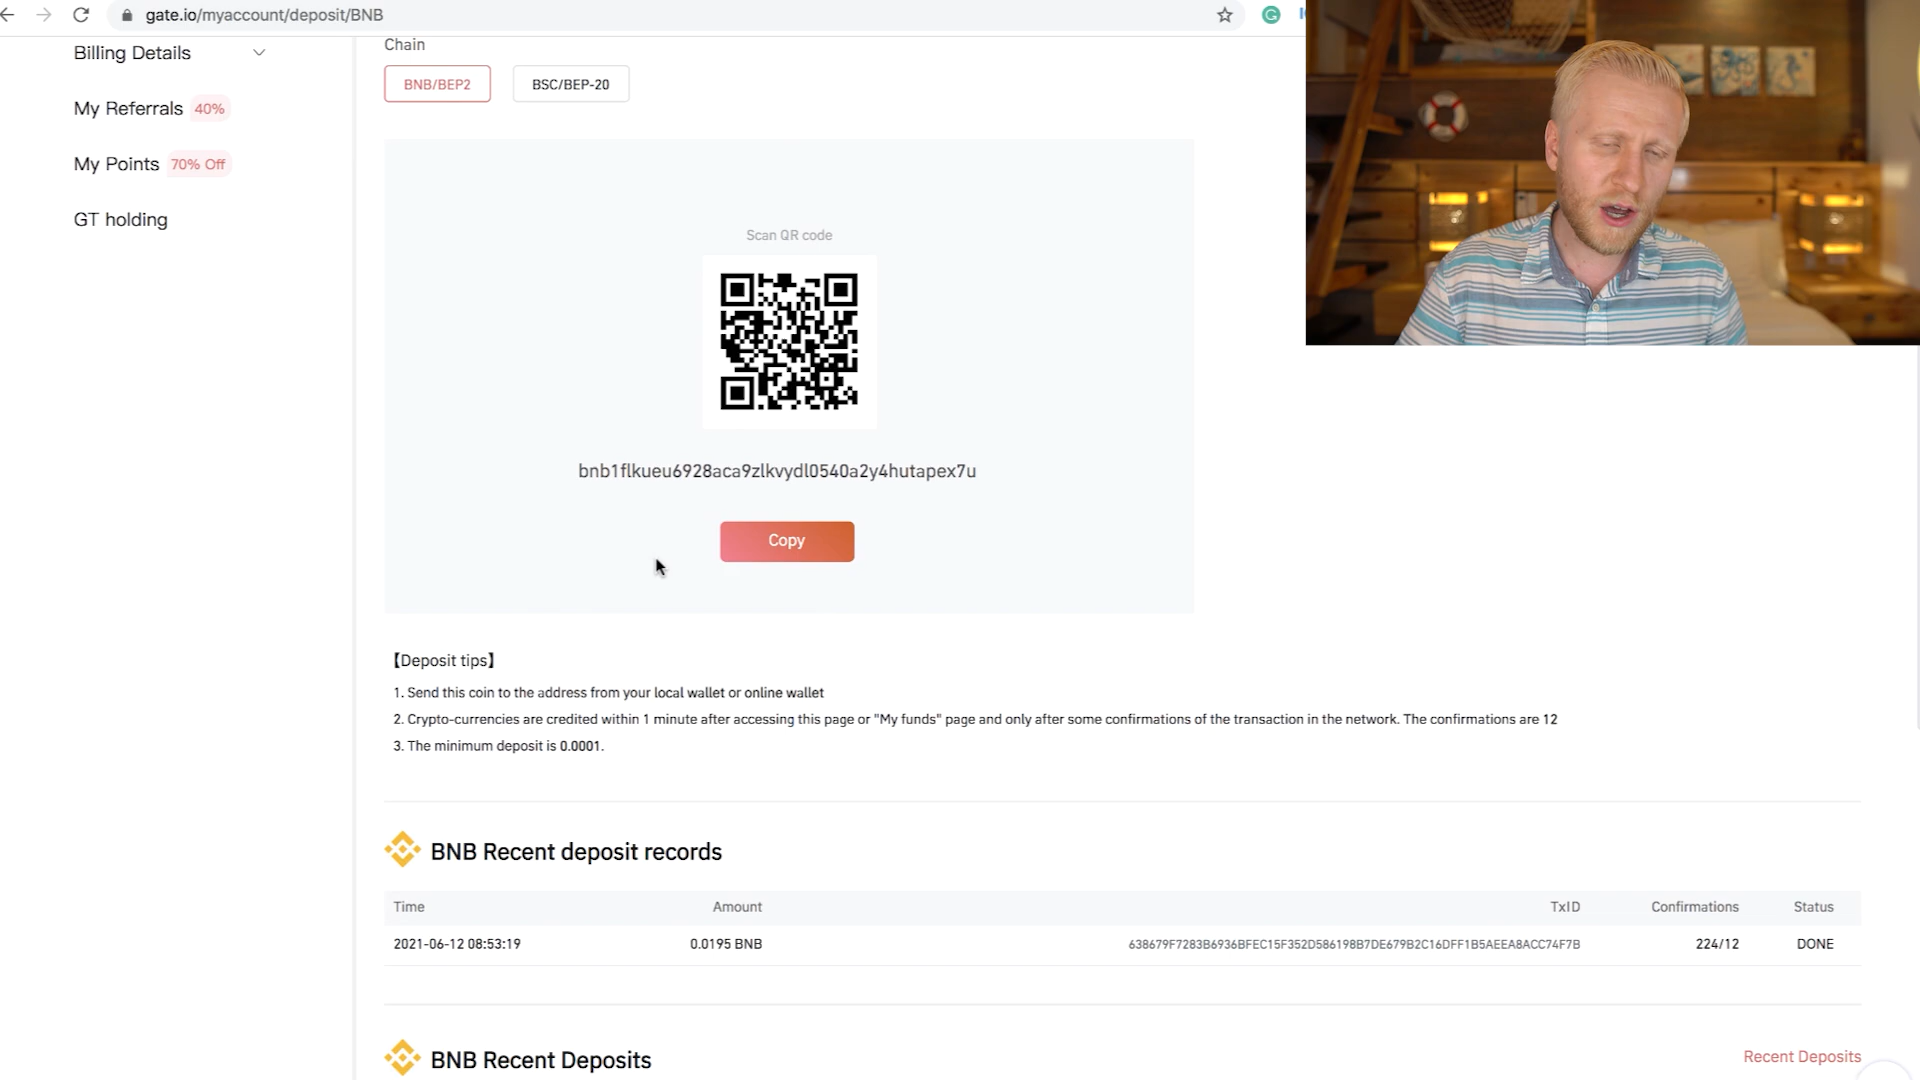 gate.io/myaccount/deposit/BNB
Billing Details
Chain
BNB/BEP2
BSC/BEP-20
My Referrals 40%
My Points 70% Off
GT holding
Scan QR code
bnb1flkueu6928aca9zlkvydl0540a2y4hutapex7u
Copy
【Deposit tips】
1. Send this coin to the address from your local wallet or online wallet
2. Crypto-currencies are credited within 1 minute after accessing this page or "My funds" page and only after some confirmations of the transaction in the network. The confirmations are 12
3. The minimum deposit is 0.0001.
BNB Recent deposit records
Time Amount TxID Confirmations Status
2021-06-12 08:53:19 0.0195 BNB 638679F7283B6936BFEC15F352D586198B7DE679B2C16DFF1B5AEEA8ACC74F7B 224/12 DONE
BNB Recent Deposits
Recent Deposits